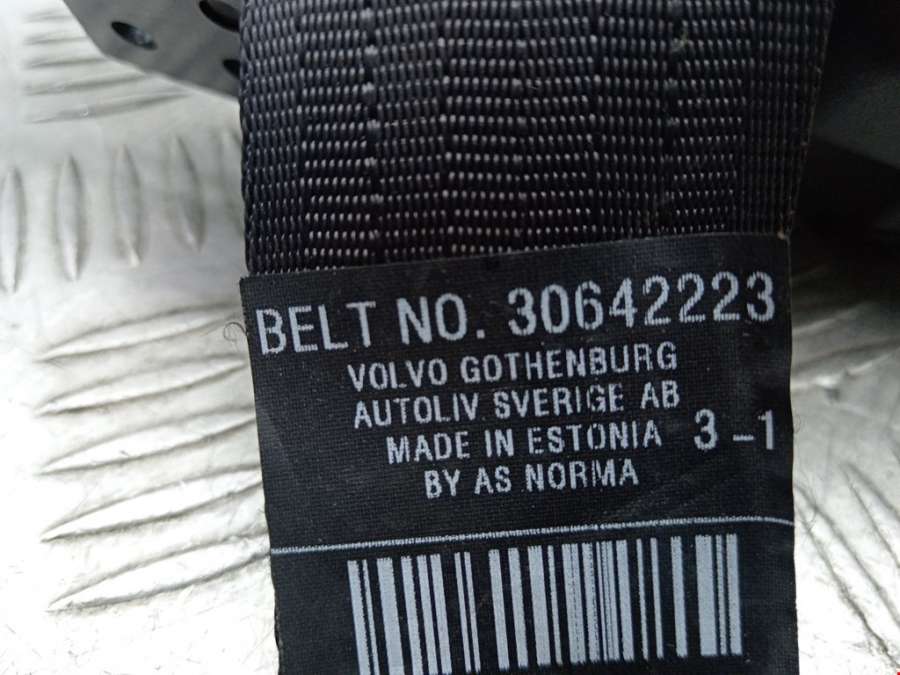 BELT NO. 30642223
VOLVO GOTHENBURG
AUTOLIV SVERIGE AB
MADE IN ESTONIA 3-1
BY AS NORMA